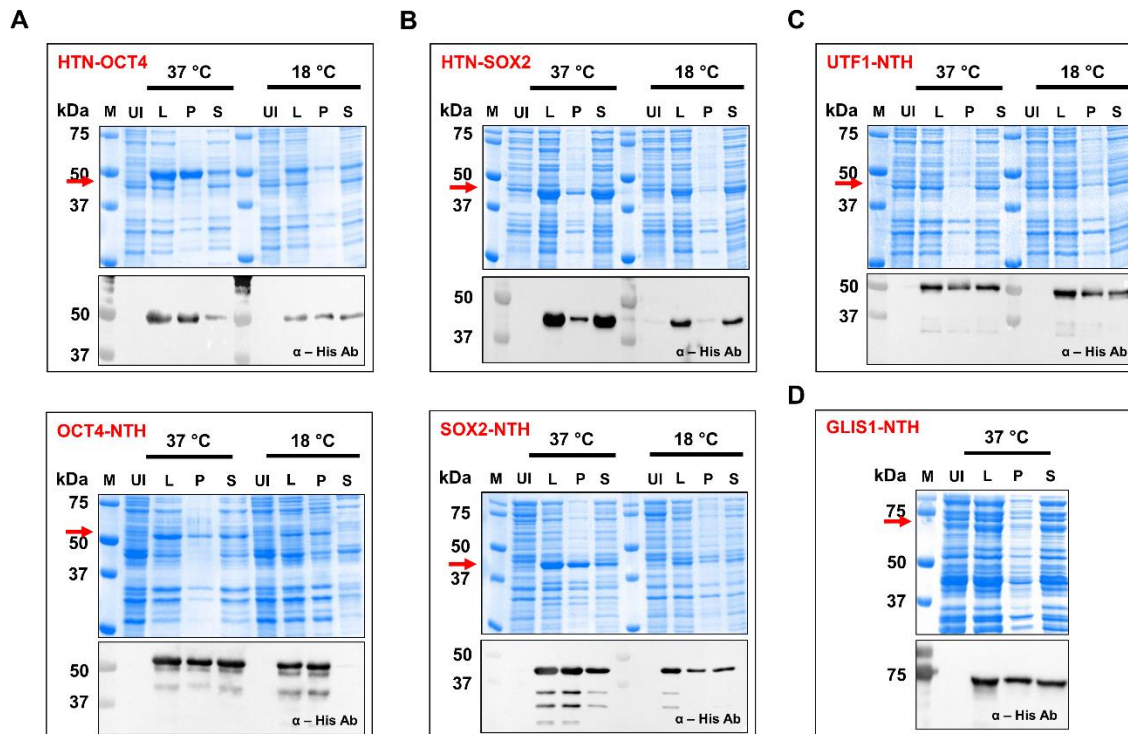 A
HTN-OCT4
37 °C 18 °C
kDa M UI L P S UI L P S
75
50
37
50
37
α – His Ab
OCT4-NTH
37 °C 18 °C
kDa M UI L P S UI L P S
75
50
37
50
37
α – His Ab
B
HTN-SOX2
37 °C 18 °C
kDa M UI L P S UI L P S
75
50
37
50
37
α – His Ab
SOX2-NTH
37 °C 18 °C
kDa M UI L P S UI L P S
75
50
37
50
37
α – His Ab
C
UTF1-NTH
37 °C 18 °C
kDa M UI L P S UI L P S
75
50
37
50
37
α – His Ab
D
GLIS1-NTH
37 °C
kDa M UI L P S
75
50
37
75
α – His Ab